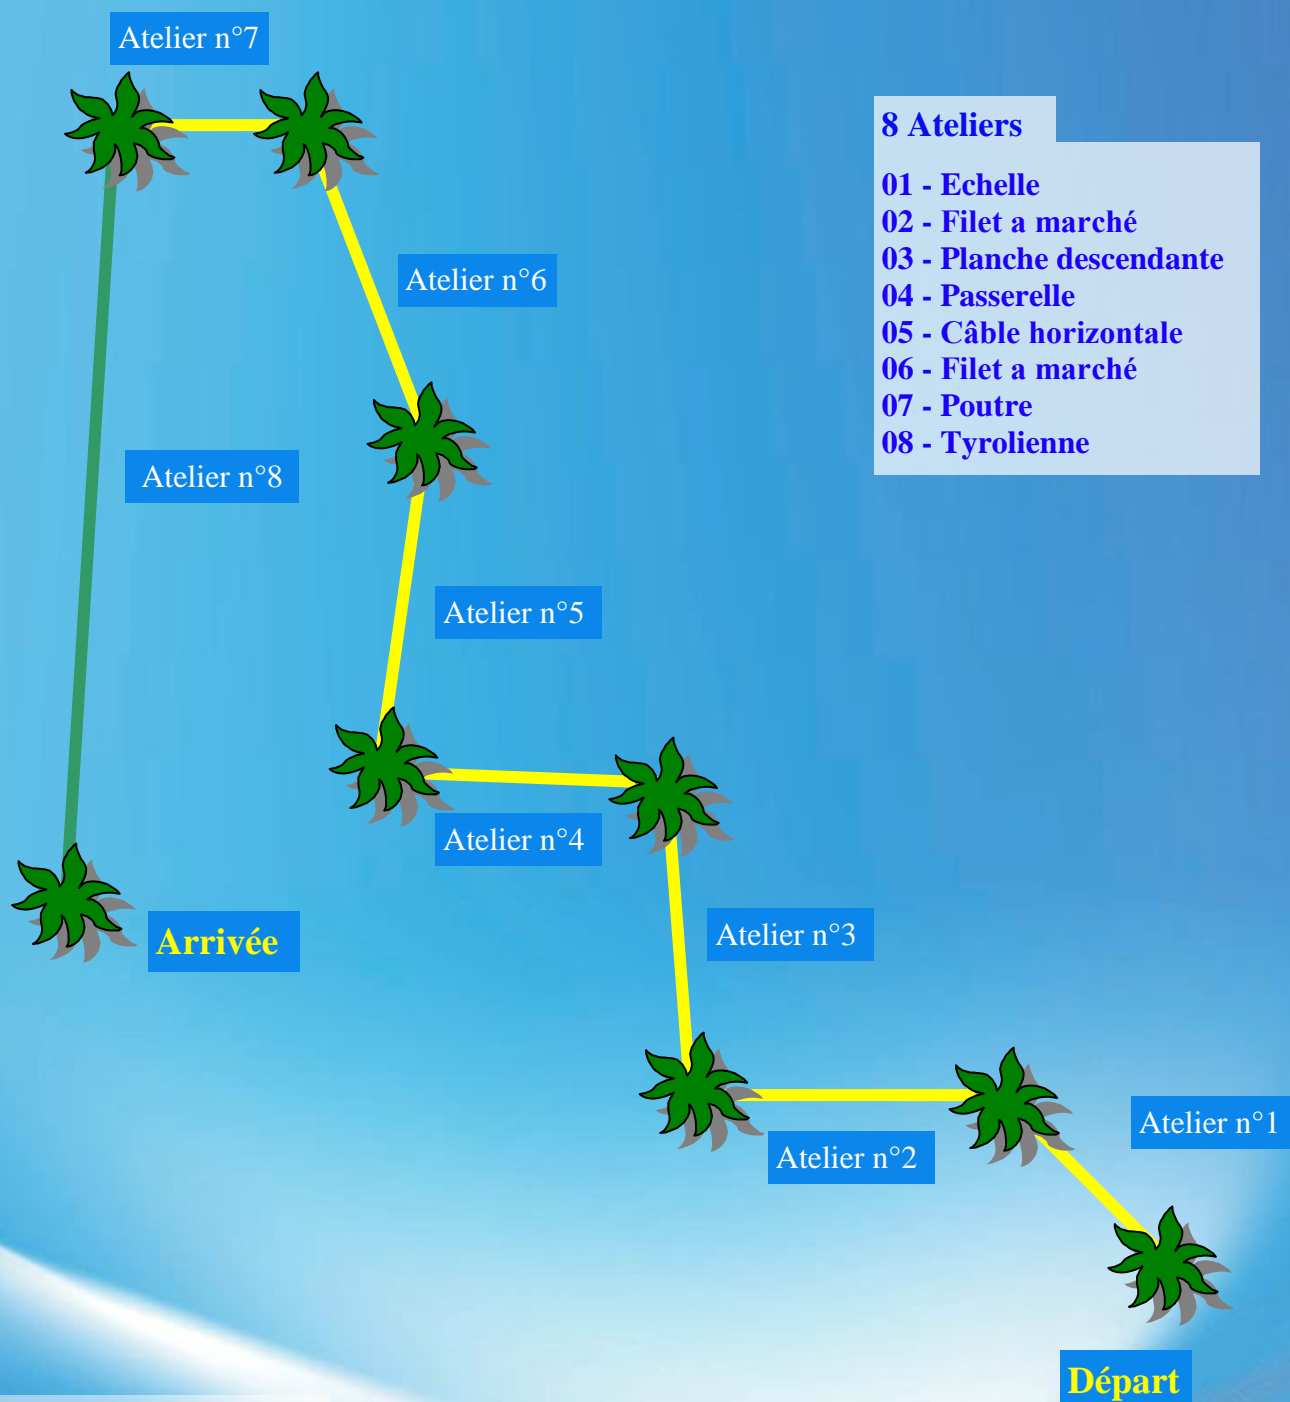 Atelier n°7
8 Ateliers
01 - Echelle
02 - Filet a marché
03 - Planche descendante
04 - Passerelle
05 - Câble horizontale
06 - Filet a marché
07 - Poutre
08 - Tyrolienne
Atelier n°6
Atelier n°8
Atelier n°5
Atelier n°4
Atelier n°3
Arrivée
Atelier n°1
Atelier n°2
Départ